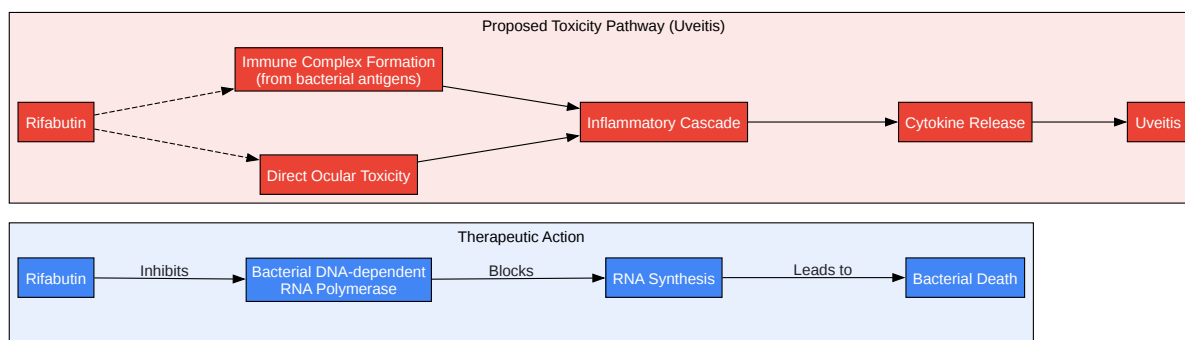 Proposed Toxicity Pathway (Uveitis)
Immune Complex Formation
(from bacterial antigens)
Rifabutin
Inflammatory Cascade
Cytokine Release
Uveitis
Direct Ocular Toxicity
Therapeutic Action
Rifabutin
Inhibits
Bacterial DNA-dependent
RNA Polymerase
Blocks
RNA Synthesis
Leads to
Bacterial Death